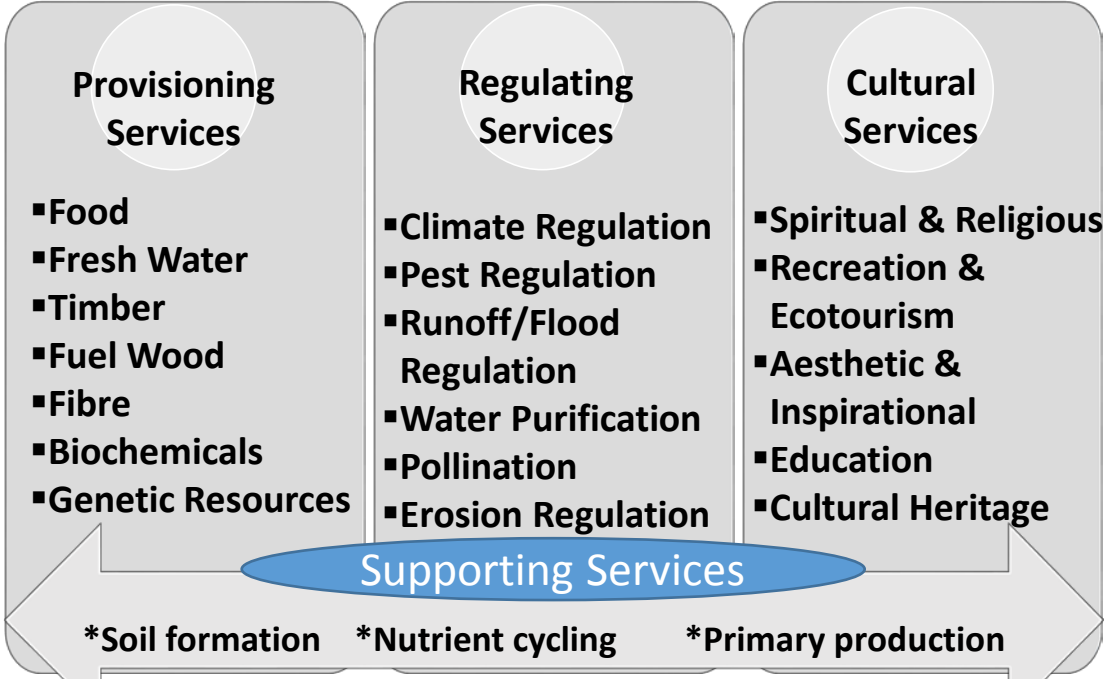 Provisioning
Services
▪Food
▪Fresh Water
▪Timber
▪Fuel Wood
▪Fibre
▪Biochemicals
▪Genetic Resources
Regulating
Services
▪Climate Regulation
▪Pest Regulation
▪Runoff/Flood
Regulation
▪Water Purification
▪Pollination
▪Erosion Regulation
Cultural
Services
▪Spiritual & Religious
▪Recreation &
Ecotourism
▪Aesthetic &
Inspirational
▪Education
▪Cultural Heritage
Supporting Services
*Soil formation *Nutrient cycling *Primary production